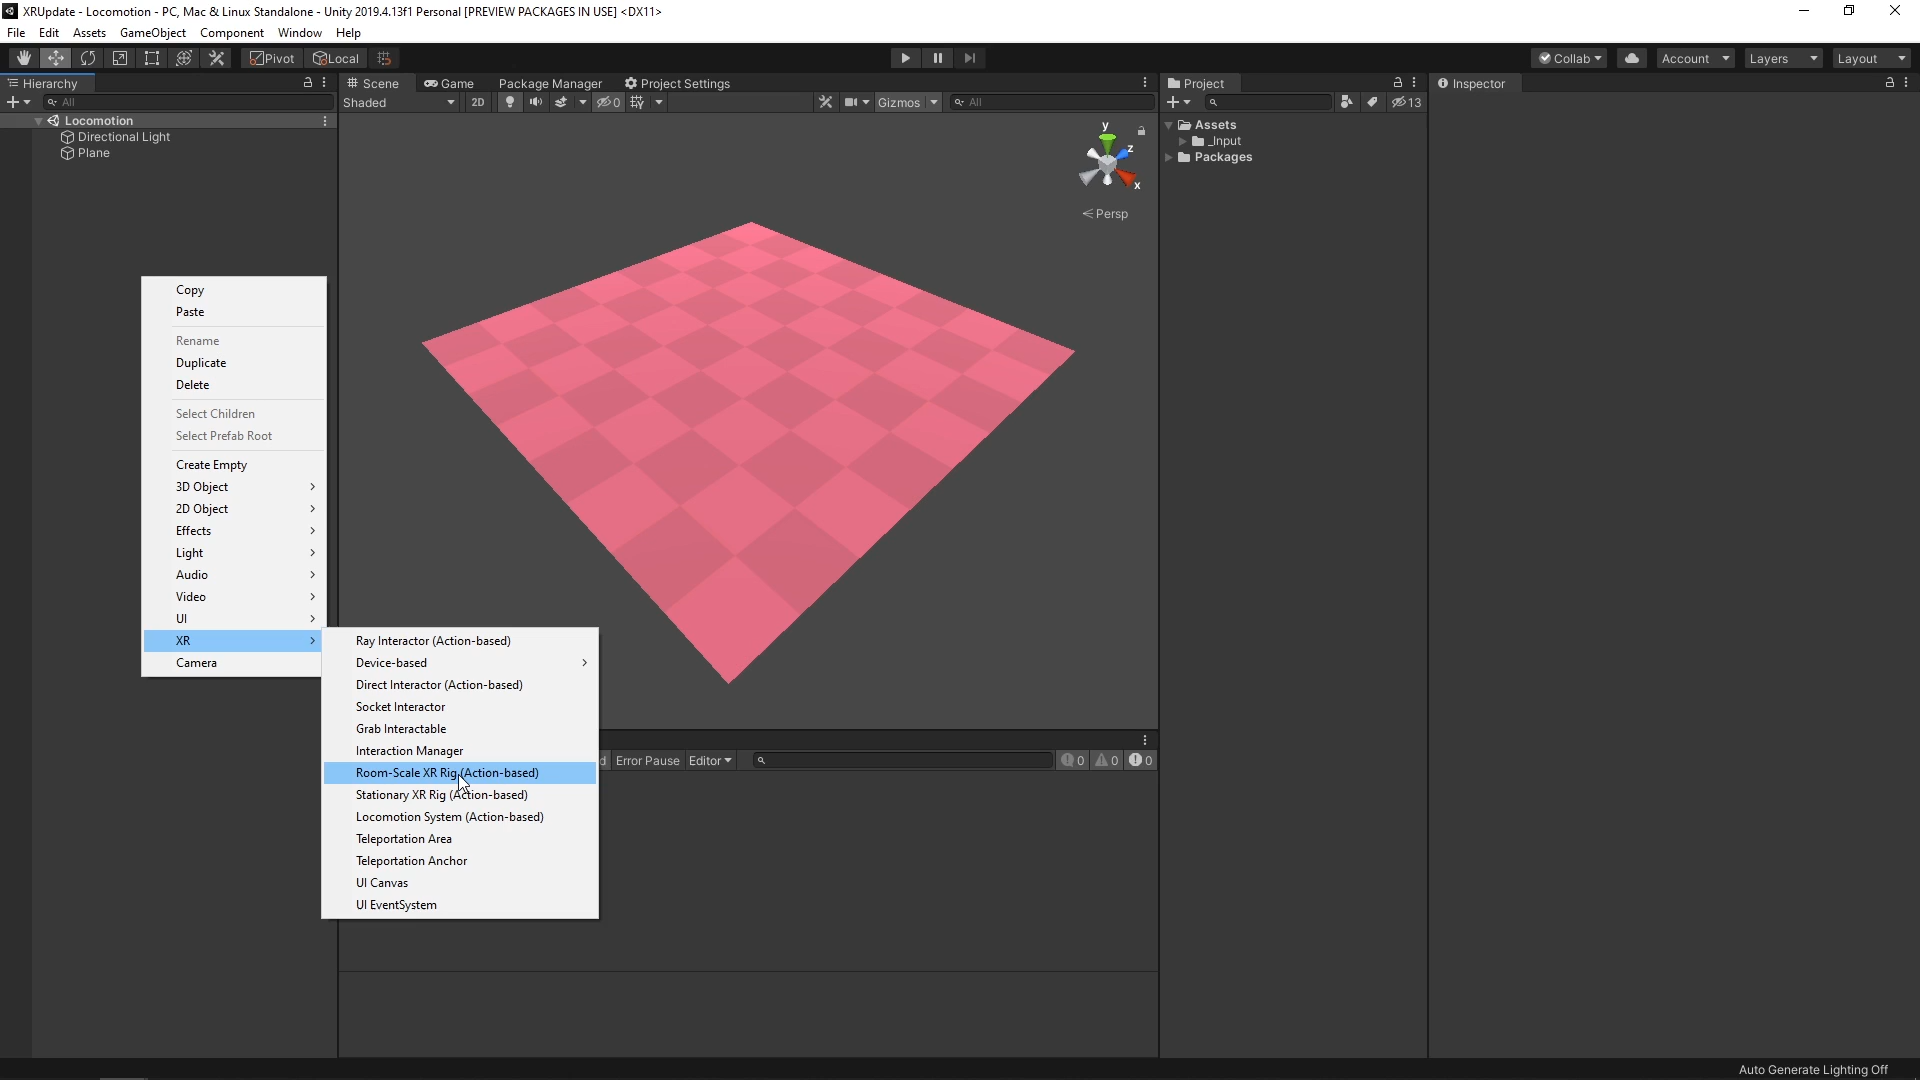 XRUpdate - Locomotion - PC, Mac & Linux Standalone - Unity 2019.4.13f1 Personal [PREVIEW PACKAGES IN USE] <DX11>
File Edit Assets GameObject Component Window Help
Pivot Local Collab Account Layers Layout
Hierarchy Scene Game Package Manager Project Settings Project Inspector
All Shaded 2D 0 Gizmos All 13
Locomotion
Directional Light
Plane
y
z
x
Persp
Assets
_Input
Packages
Copy
Paste
Rename
Duplicate
Delete
Select Children
Select Prefab Root
Create Empty
3D Object
2D Object
Effects
Light
Audio
Video
UI
XR
Camera
Ray Interactor (Action-based)
Device-based
Direct Interactor (Action-based)
Socket Interactor
Grab Interactable
Interaction Manager
Room-Scale XR Rig (Action-based)
Stationary XR Rig (Action-based)
Locomotion System (Action-based)
Teleportation Area
Teleportation Anchor
UI Canvas
UI EventSystem
Error Pause Editor 0 0 0
Auto Generate Lighting Off